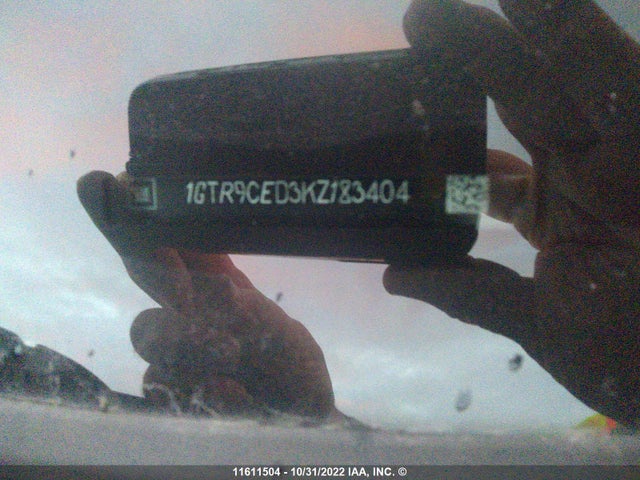 1GTR9CED3KZ183404
11611504 - 10/31/2022 IAA, INC. ©